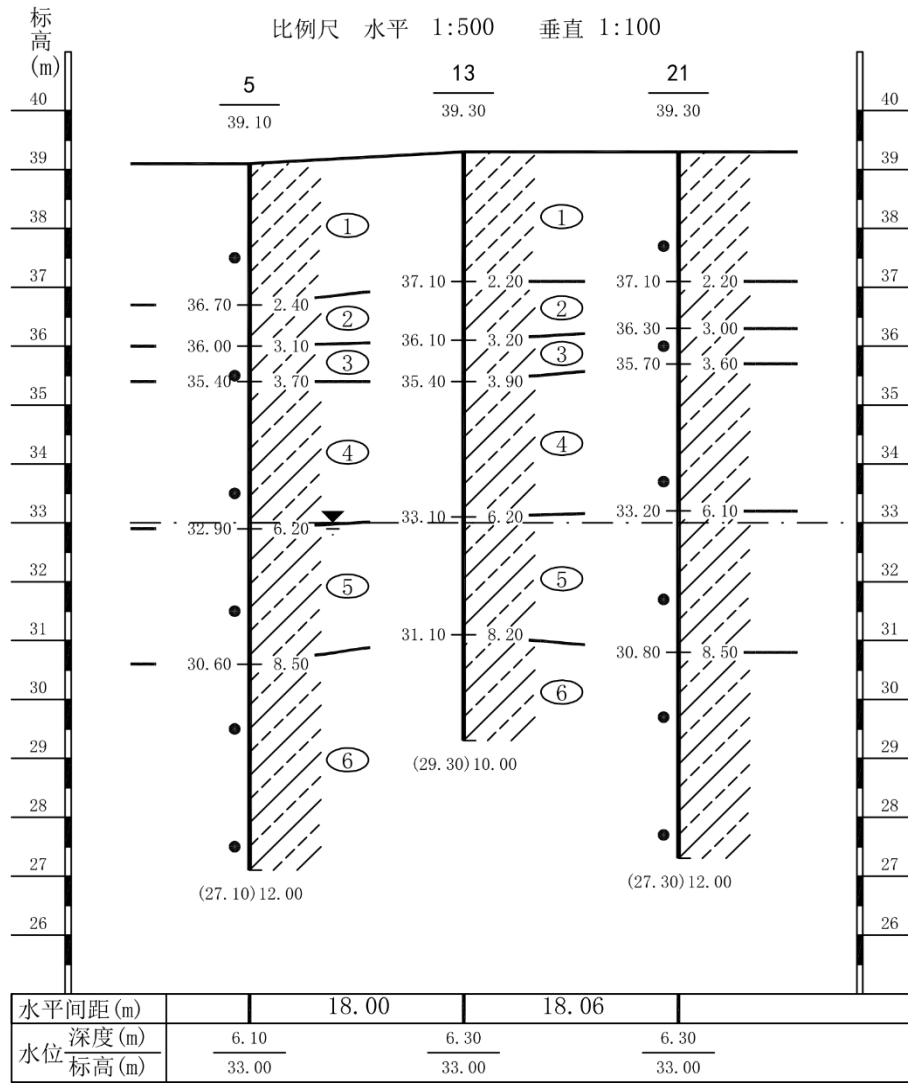 标高(m)
比例尺 水平 1:500 垂直 1:100
5 13 21
39.10 39.30 39.30
40 40
39 39
38 ① ① 38
37 37.10 2.20 37.10 2.20 37
36.70 2.40 ② ② 36.30 3.00
36 36.00 3.10 36.10 3.20 36
③ ③ 35.70 3.60
35.40 3.70 35.40 3.90
35 35
34 ④ ④ 34
33 33.10 6.20 33.20 6.10 33
32.90 6.20
32 ⑤ ⑤ 32
31 31.10 8.20 31
30.60 8.50 30.80 8.50
30 ⑥ 30
29 ⑥ 29
(29.30)10.00
28 28
27 27
(27.10)12.00 (27.30)12.00
26 26
水平间距(m) 18.00 18.06
水位 深度(m) 6.10 6.30 6.30
标高(m) 33.00 33.00 33.00